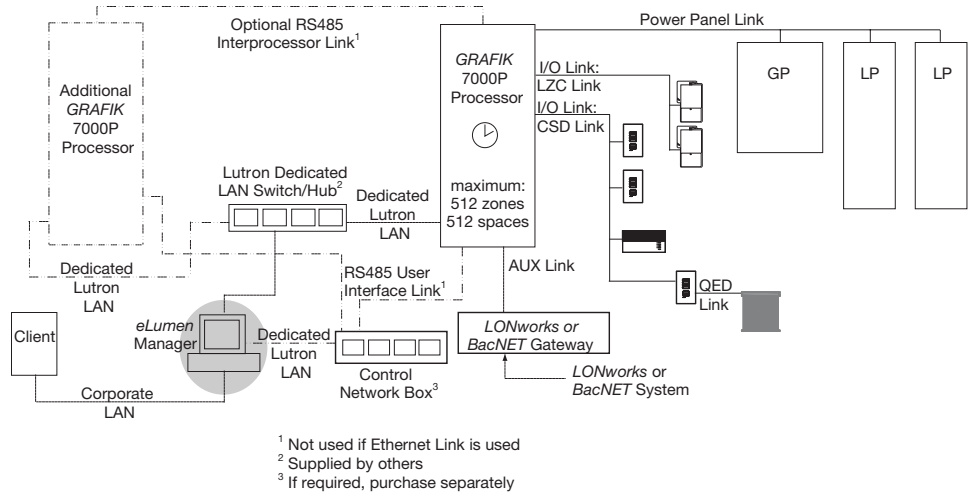 Optional RS485
Interprocessor Link1
Power Panel Link
Additional
GRAFIK
7000P
Processor
GRAFIK
7000P
Processor
maximum:
512 zones
512 spaces
I/O Link:
LZC Link
I/O Link:
CSD Link
GP
LP
LP
Lutron Dedicated
LAN Switch/Hub2
Dedicated
Lutron
LAN
Dedicated
Lutron
LAN
RS485 User
Interface Link1
AUX Link
QED
Link
Client
eLumen
Manager
Dedicated
Lutron
LAN
Control
Network Box3
LONworks or
BacNET Gateway
LONworks or
BacNET System
Corporate
LAN
1 Not used if Ethernet Link is used
2 Supplied by others
3 If required, purchase separately